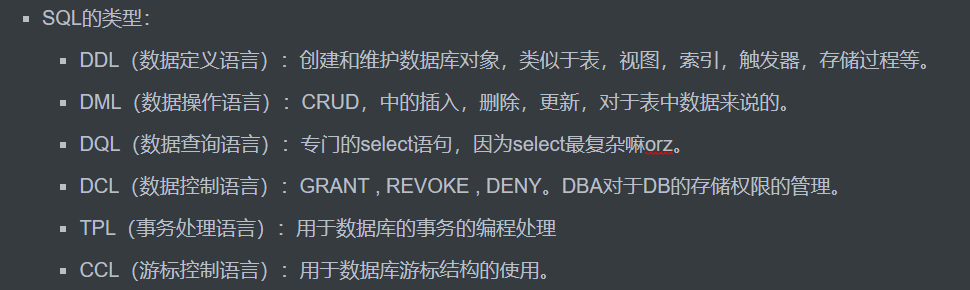 SQL的类型：
DDL（数据定义语言）：创建和维护数据库对象，类似于表，视图，索引，触发器，存储过程等。
DML（数据操作语言）：CRUD，中的插入，删除，更新，对于表中数据来说的。
DQL（数据查询语言）：专门的select语句，因为select最复杂嘛orz。
DCL（数据控制语言）：GRANT , REVOKE , DENY。DBA对于DB的存储权限的管理。
TPL（事务处理语言）：用于数据库的事务的编程处理
CCL（游标控制语言）：用于数据库游标结构的使用。